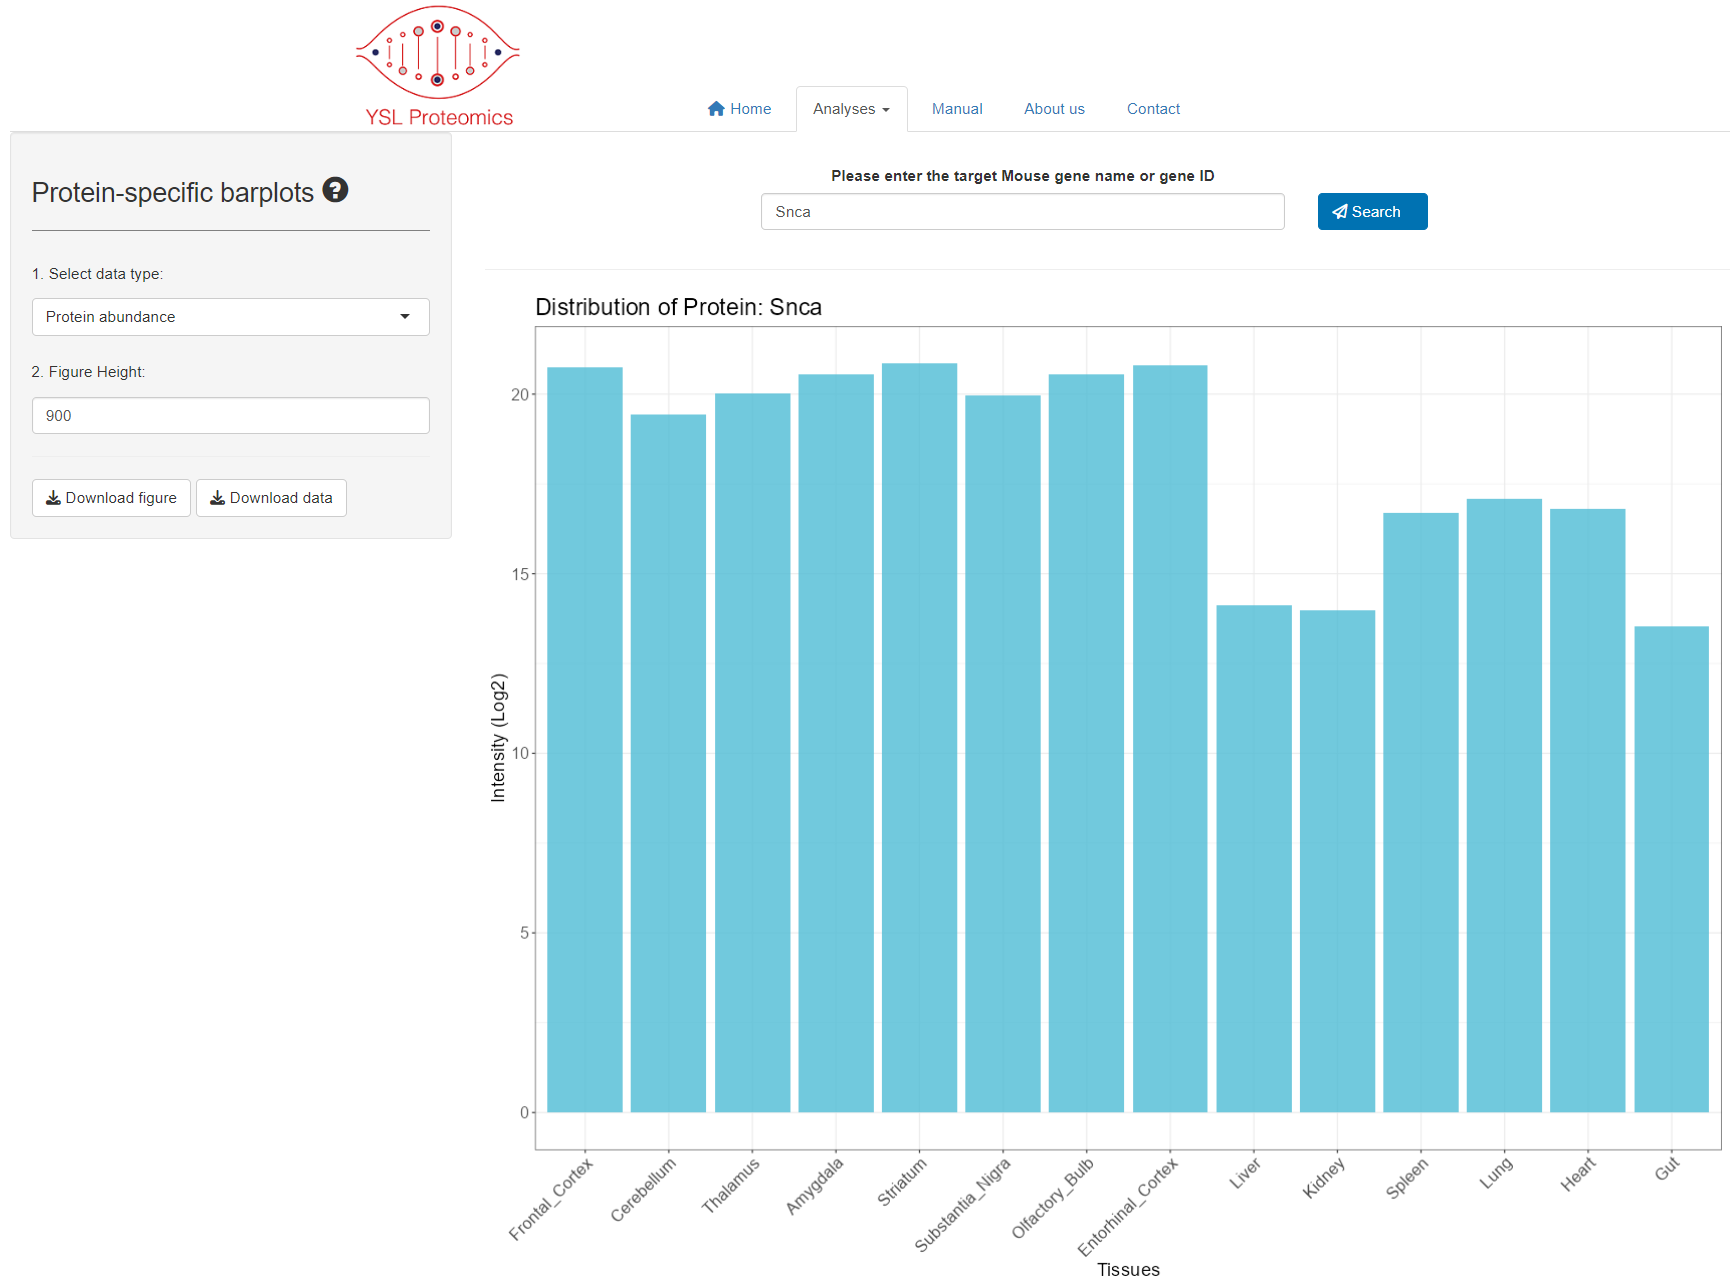 YSL Proteomics
Home
Analyses
Manual
About us
Contact
Protein-specific barplots
1. Select data type:
Protein abundance
2. Figure Height:
900
Download figure
Download data
Please enter the target Mouse gene name or gene ID
Snca
Search
Distribution of Protein: Snca
Intensity (Log2)
20
15
10
5
0
Frontal_Cortex
Cerebellum
Thalamus
Amygdala
Striatum
Substantia_Nigra
Olfactory_Bulb
Entorhinal_Cortex
Liver
Kidney
Spleen
Lung
Heart
Gut
Tissues